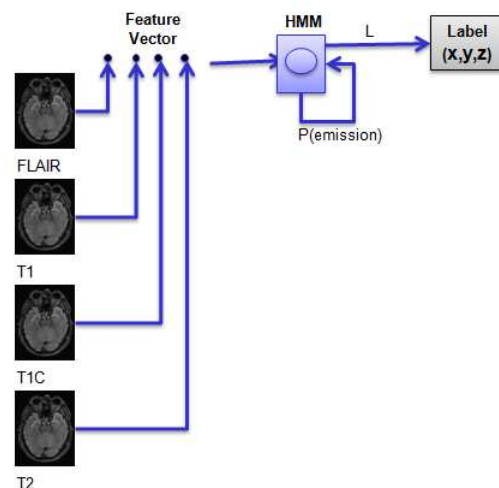 Feature
Vector
HMM
L
Label
(x,y,z)
P(emission)
FLAIR
T1
T1C
T2